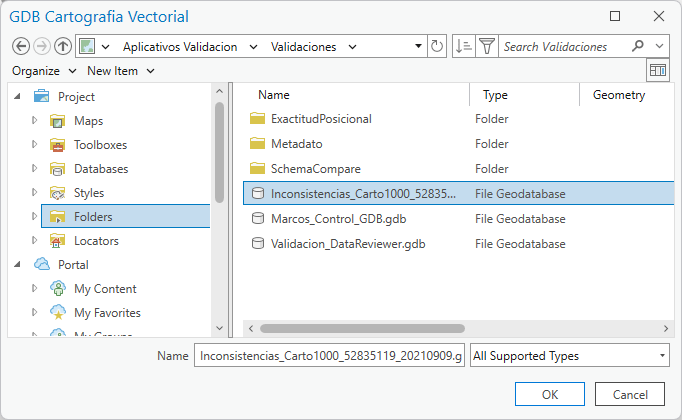 GDB Cartografia Vectorial
Aplicativos Validacion Validaciones Search Validaciones
Organize New Item
Project
Maps
Toolboxes
Databases
Styles
Folders
Locators
Portal
My Content
My Favorites
My Groups
Name Type Geometry
ExactitudPosicional Folder
Metadato Folder
SchemaCompare Folder
Inconsistencias_Carto1000_52835... File Geodatabase
Marcos_Control_GDB.gdb File Geodatabase
Validacion_DataReviewer.gdb File Geodatabase
Name Inconsistencias_Carto1000_52835119_20210909.g All Supported Types
OK Cancel